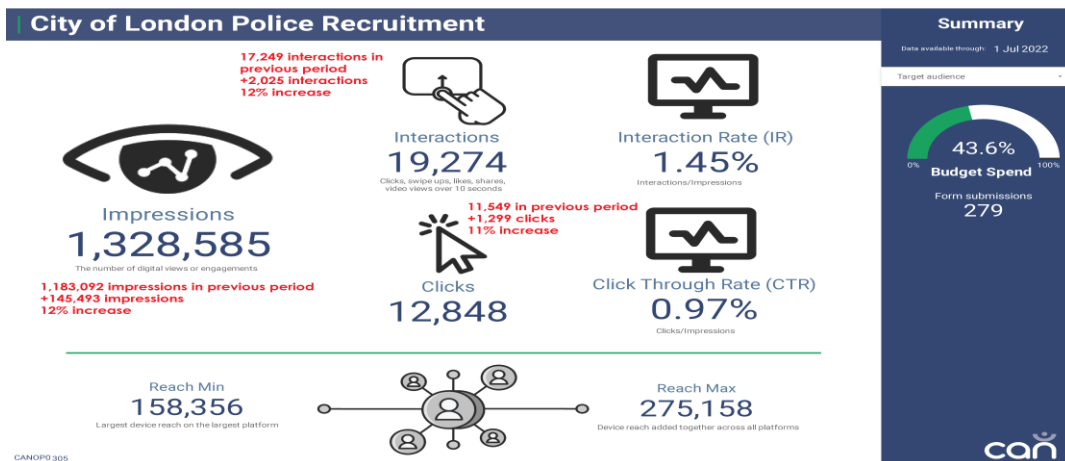 City of London Police Recruitment
17,249 interactions in
previous period
+2,025 interactions
12% increase
Interactions
19,274
Clicks, swipe ups, likes, shares,
video views over 10 seconds
Interaction Rate (IR)
1.45%
Interactions/Impressions
Impressions
1,328,585
The number of digital views or engagements
1,183,092 impressions in previous period
+145,493 impressions
12% increase
11,549 in previous period
+1,299 clicks
11% increase
Clicks
12,848
Click Through Rate (CTR)
0.97%
Clicks/Impressions
Reach Min
158,356
Largest device reach on the largest platform
Reach Max
275,158
Device reach added together across all platforms
CANOP0305
Summary
Data available through: 1 Jul 2022
Target audience
43.6%
0% 100%
Budget Spend
Form submissions
279
can